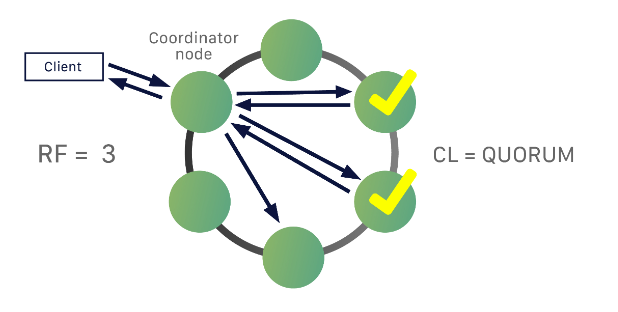 Coordinator
node
Client
RF = 3
CL = QUORUM